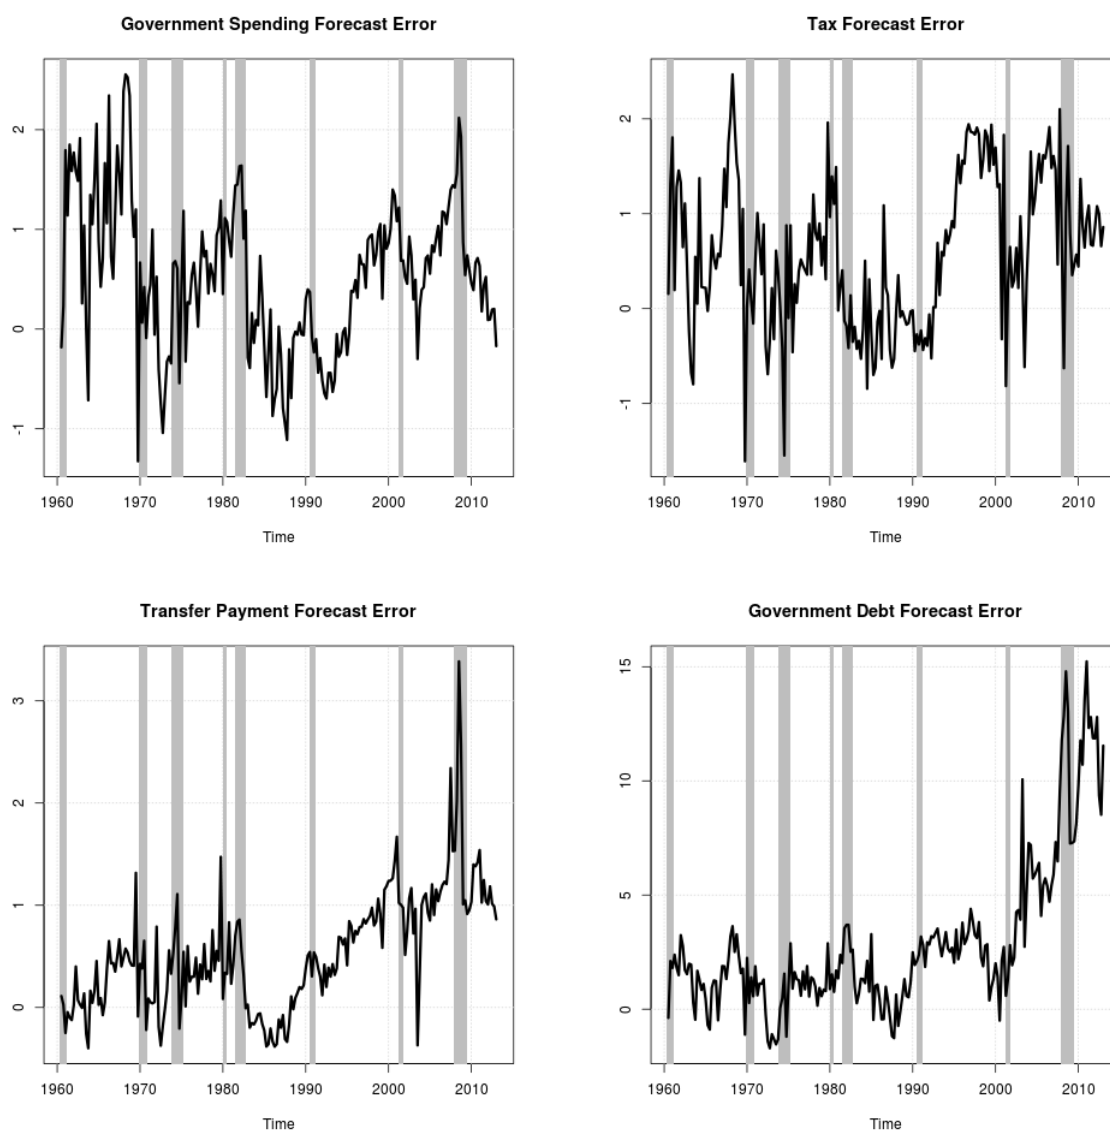 Government Spending Forecast Error
2
1
0
-1
1960 1970 1980 1990 2000 2010
Time
Tax Forecast Error
2
1
0
-1
1960 1970 1980 1990 2000 2010
Time
Transfer Payment Forecast Error
3
2
1
0
1960 1970 1980 1990 2000 2010
Time
Government Debt Forecast Error
15
10
5
0
1960 1970 1980 1990 2000 2010
Time